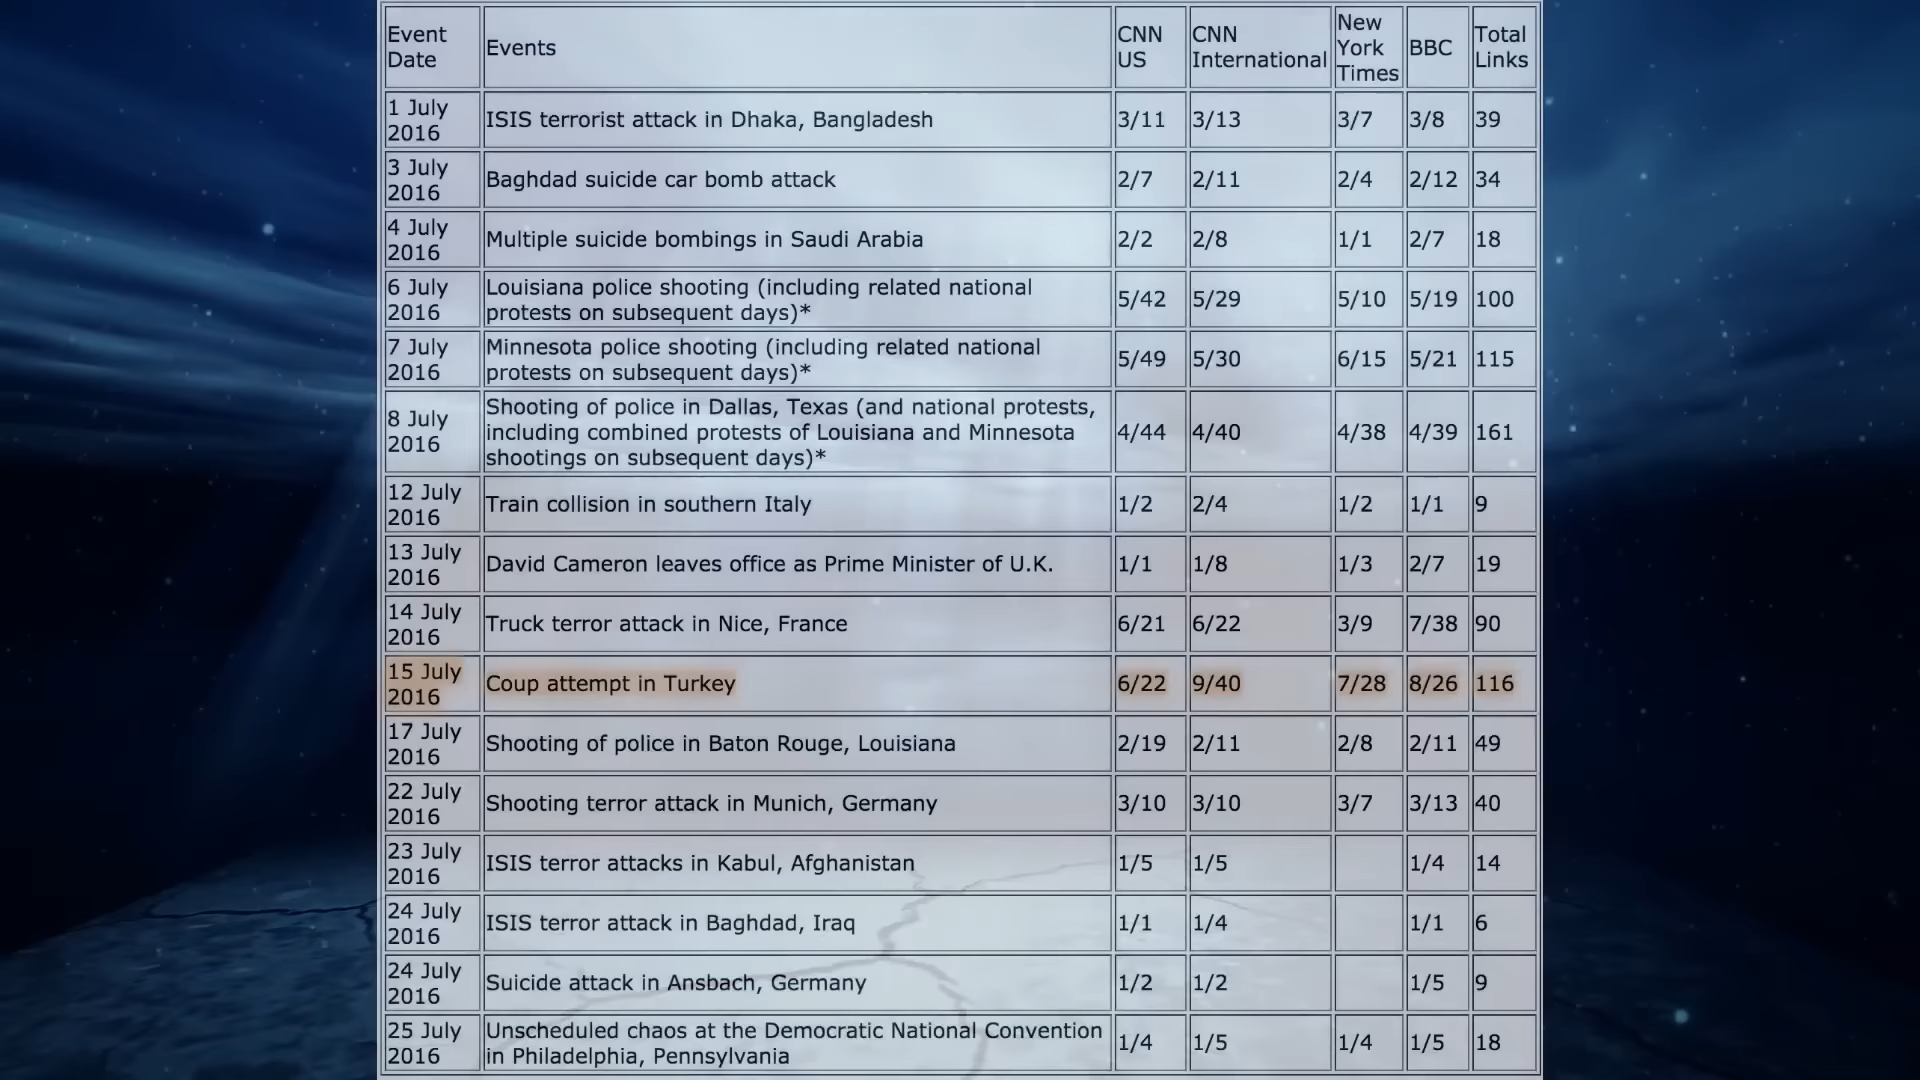 Event Date | Events | CNN US | CNN International | New York Times | BBC | Total Links
1 July 2016 | ISIS terrorist attack in Dhaka, Bangladesh | 3/11 | 3/13 | 3/7 | 3/8 | 39
3 July 2016 | Baghdad suicide car bomb attack | 2/7 | 2/11 | 2/4 | 2/12 | 34
4 July 2016 | Multiple suicide bombings in Saudi Arabia | 2/2 | 2/8 | 1/1 | 2/7 | 18
6 July 2016 | Louisiana police shooting (including related national protests on subsequent days)* | 5/42 | 5/29 | 5/10 | 5/19 | 100
7 July 2016 | Minnesota police shooting (including related national protests on subsequent days)* | 5/49 | 5/30 | 6/15 | 5/21 | 115
8 July 2016 | Shooting of police in Dallas, Texas (and national protests, including combined protests of Louisiana and Minnesota shootings on subsequent days)* | 4/44 | 4/40 | 4/38 | 4/39 | 161
12 July 2016 | Train collision in southern Italy | 1/2 | 2/4 | 1/2 | 1/1 | 9
13 July 2016 | David Cameron leaves office as Prime Minister of U.K. | 1/1 | 1/8 | 1/3 | 2/7 | 19
14 July 2016 | Truck terror attack in Nice, France | 6/21 | 6/22 | 3/9 | 7/38 | 90
15 July 2016 | Coup attempt in Turkey | 6/22 | 9/40 | 7/28 | 8/26 | 116
17 July 2016 | Shooting of police in Baton Rouge, Louisiana | 2/19 | 2/11 | 2/8 | 2/11 | 49
22 July 2016 | Shooting terror attack in Munich, Germany | 3/10 | 3/10 | 3/7 | 3/13 | 40
23 July 2016 | ISIS terror attacks in Kabul, Afghanistan | 1/5 | 1/5 | | 1/4 | 14
24 July 2016 | ISIS terror attack in Baghdad, Iraq | 1/1 | 1/4 | | 1/1 | 6
24 July 2016 | Suicide attack in Ansbach, Germany | 1/2 | 1/2 | | 1/5 | 9
25 July 2016 | Unscheduled chaos at the Democratic National Convention in Philadelphia, Pennsylvania | 1/4 | 1/5 | 1/4 | 1/5 | 18